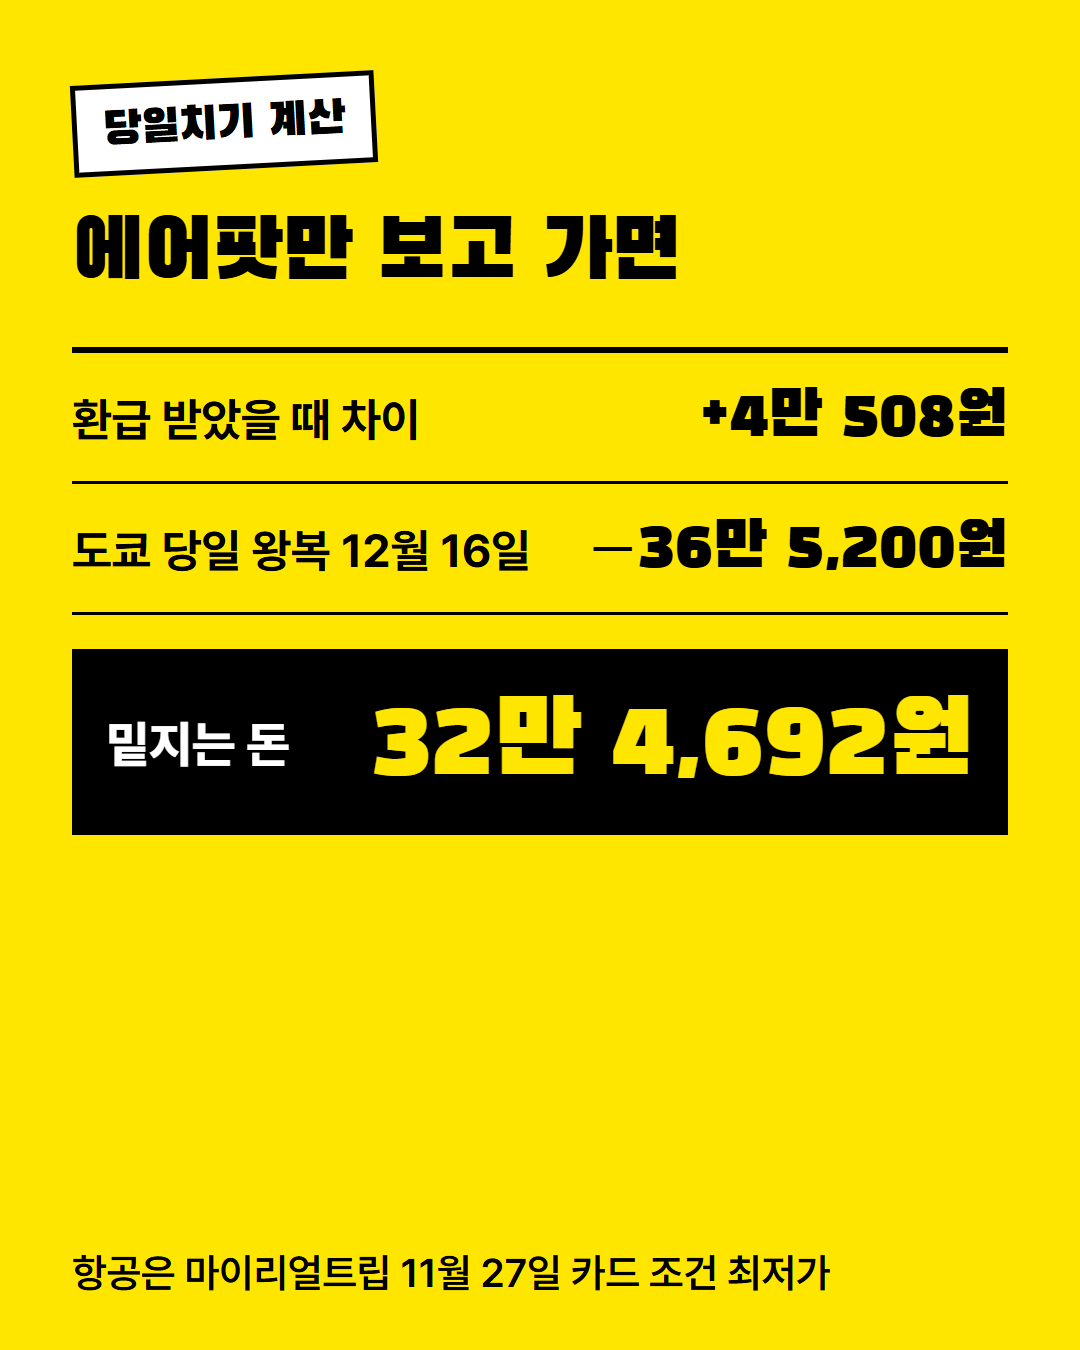 당일치기 계산
에어팟만 보고 가면
환급 받았을 때 차이 +4만 508원
도쿄 당일 왕복 12월 16일 −36만 5,200원
밑지는 돈 32만 4,692원
항공은 마이리얼트립 11월 27일 카드 조건 최저가